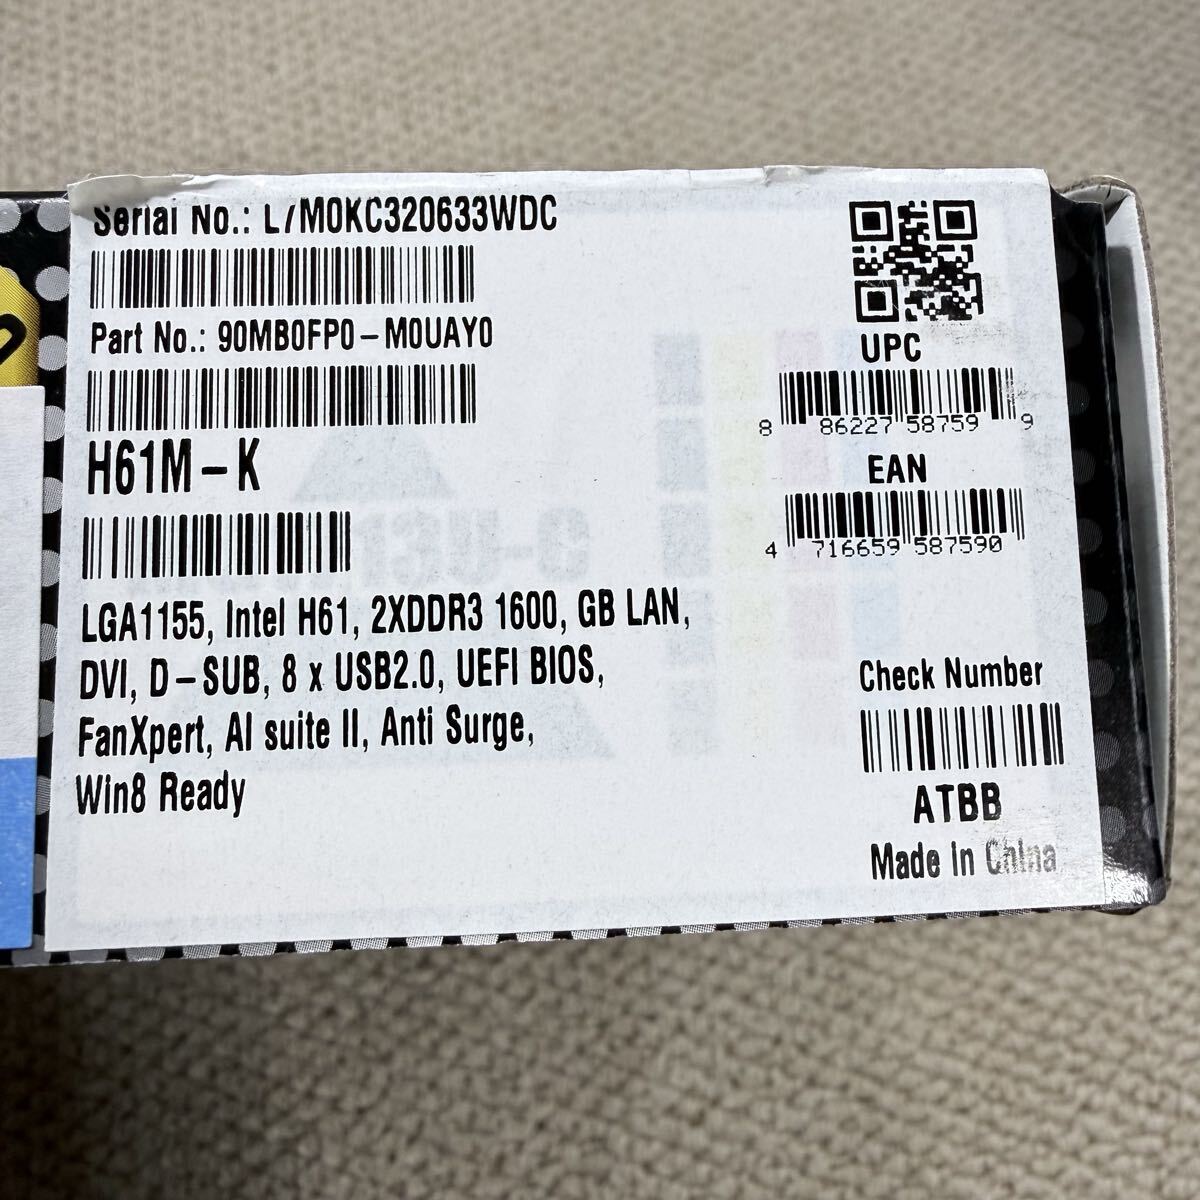 Serial No.: L7M0KC320633WDC
Part No.: 90MB0FP0-M0UAY0
H61M-K
LGA1155, Intel H61, 2XDDR3 1600, GB LAN,
DVI, D-SUB, 8 x USB2.0, UEFI BIOS,
FanXpert, AI suite II, Anti Surge,
Win8 Ready
UPC
8 86227 58759 9
EAN
4 716659 587590
Check Number
ATBB
Made In China